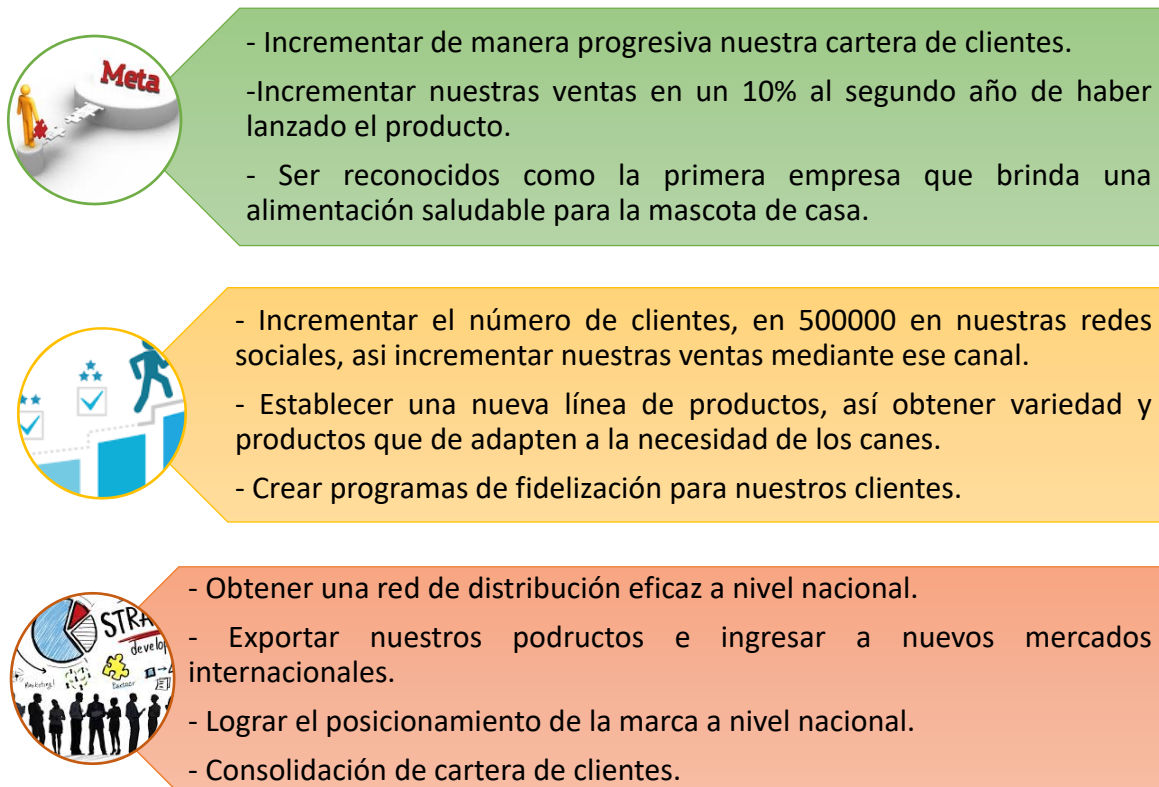 Meta
- Incrementar de manera progresiva nuestra cartera de clientes.
-Incrementar nuestras ventas en un 10% al segundo año de haber
lanzado el producto.
- Ser reconocidos como la primera empresa que brinda una
alimentación saludable para la mascota de casa.
- Incrementar el número de clientes, en 500000 en nuestras redes
sociales, asi incrementar nuestras ventas mediante ese canal.
- Establecer una nueva línea de productos, así obtener variedad y
productos que de adapten a la necesidad de los canes.
- Crear programas de fidelización para nuestros clientes.
STRA
develop
Marketing!
- Obtener una red de distribución eficaz a nivel nacional.
- Exportar nuestros podructos e ingresar a nuevos mercados
internacionales.
- Lograr el posicionamiento de la marca a nivel nacional.
- Consolidación de cartera de clientes.